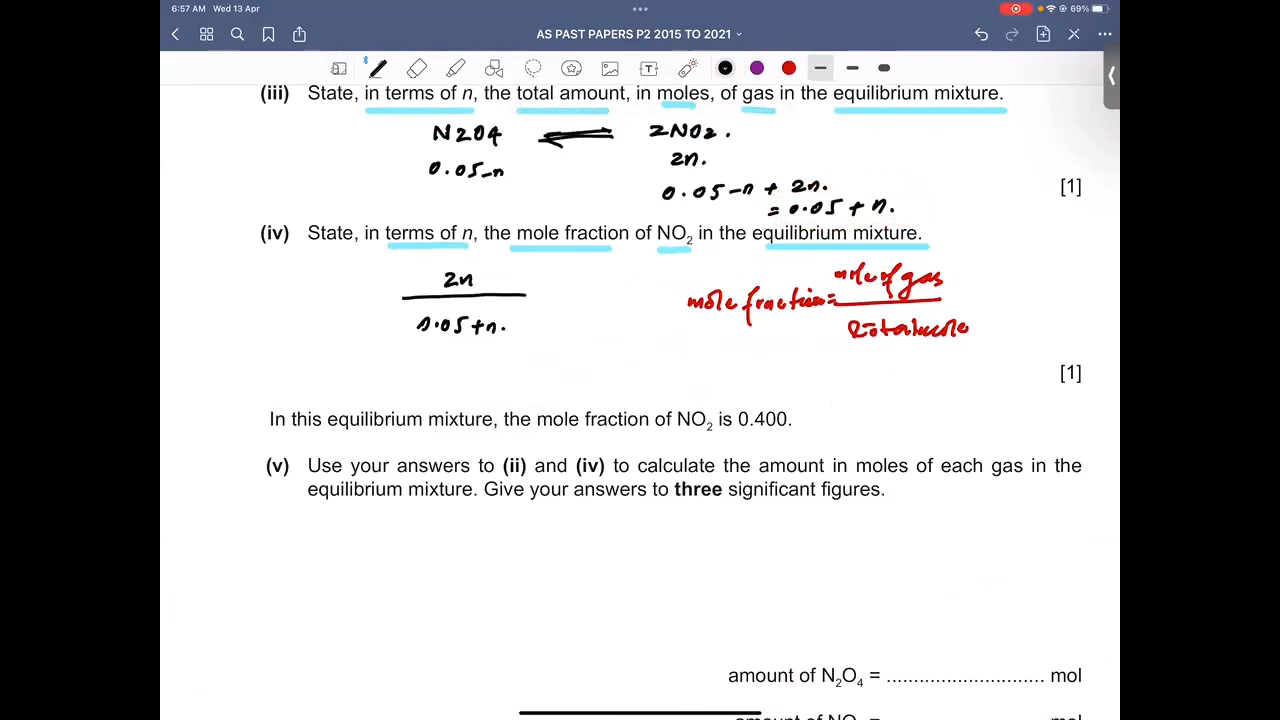 6:57 AM Wed 13 Apr
69%
AS PAST PAPERS P2 2015 TO 2021
(iii) State, in terms of n, the total amount, in moles, of gas in the equilibrium mixture.
N2O4 ⇌ 2NO2.
0.05-n 2n.
0.05-n + 2n.
= 0.05 + n.
[1]
(iv) State, in terms of n, the mole fraction of NO2 in the equilibrium mixture.
2n
0.05+n.
mole fraction = mole of gas
[1]
In this equilibrium mixture, the mole fraction of NO2 is 0.400.
(v) Use your answers to (ii) and (iv) to calculate the amount in moles of each gas in the
equilibrium mixture. Give your answers to three significant figures.
amount of N2O4 = ............................. mol